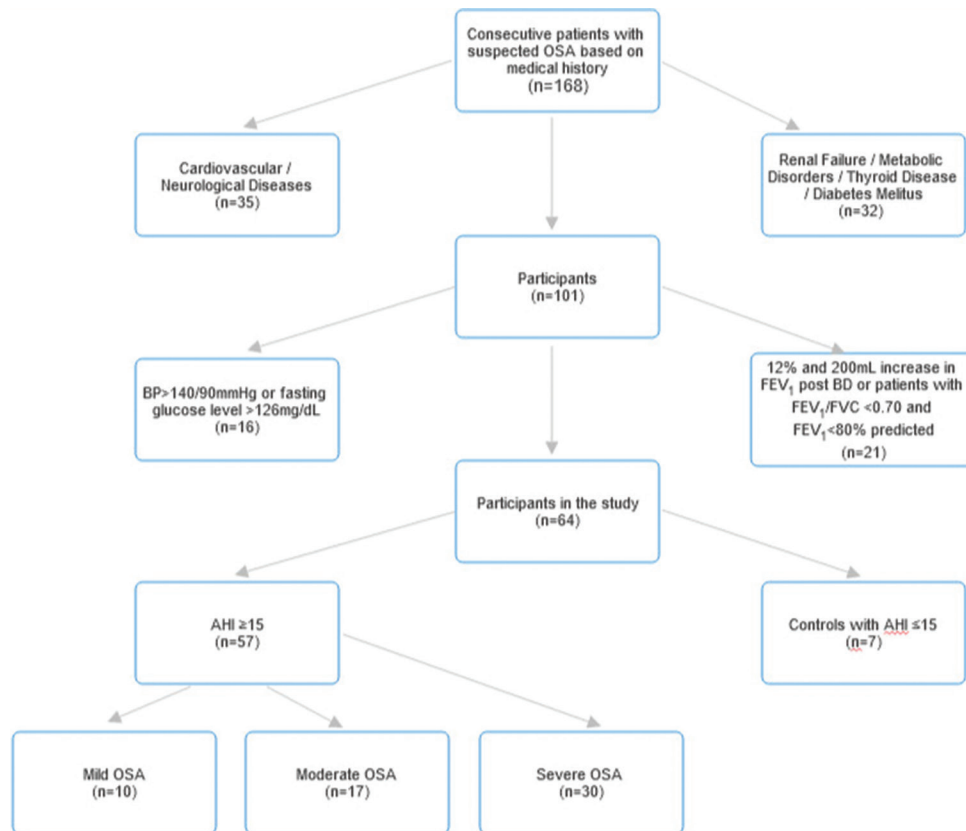 Consecutive patients with
suspected OSA based on
medical history
(n=168)
Cardiovascular /
Neurological Diseases
(n=35)
Renal Failure / Metabolic
Disorders / Thyroid Disease
/ Diabetes Melitus
(n=32)
Participants
(n=101)
BP>140/90mmHg or fasting
glucose level >126mg/dL
(n=16)
12% and 200mL increase in
FEV₁ post BD or patients with
FEV₁/FVC <0.70 and
FEV₁<80% predicted
(n=21)
Participants in the study
(n=64)
AHI ≥15
(n=57)
Controls with AHI ≤15
(n=7)
Mild OSA
(n=10)
Moderate OSA
(n=17)
Severe OSA
(n=30)